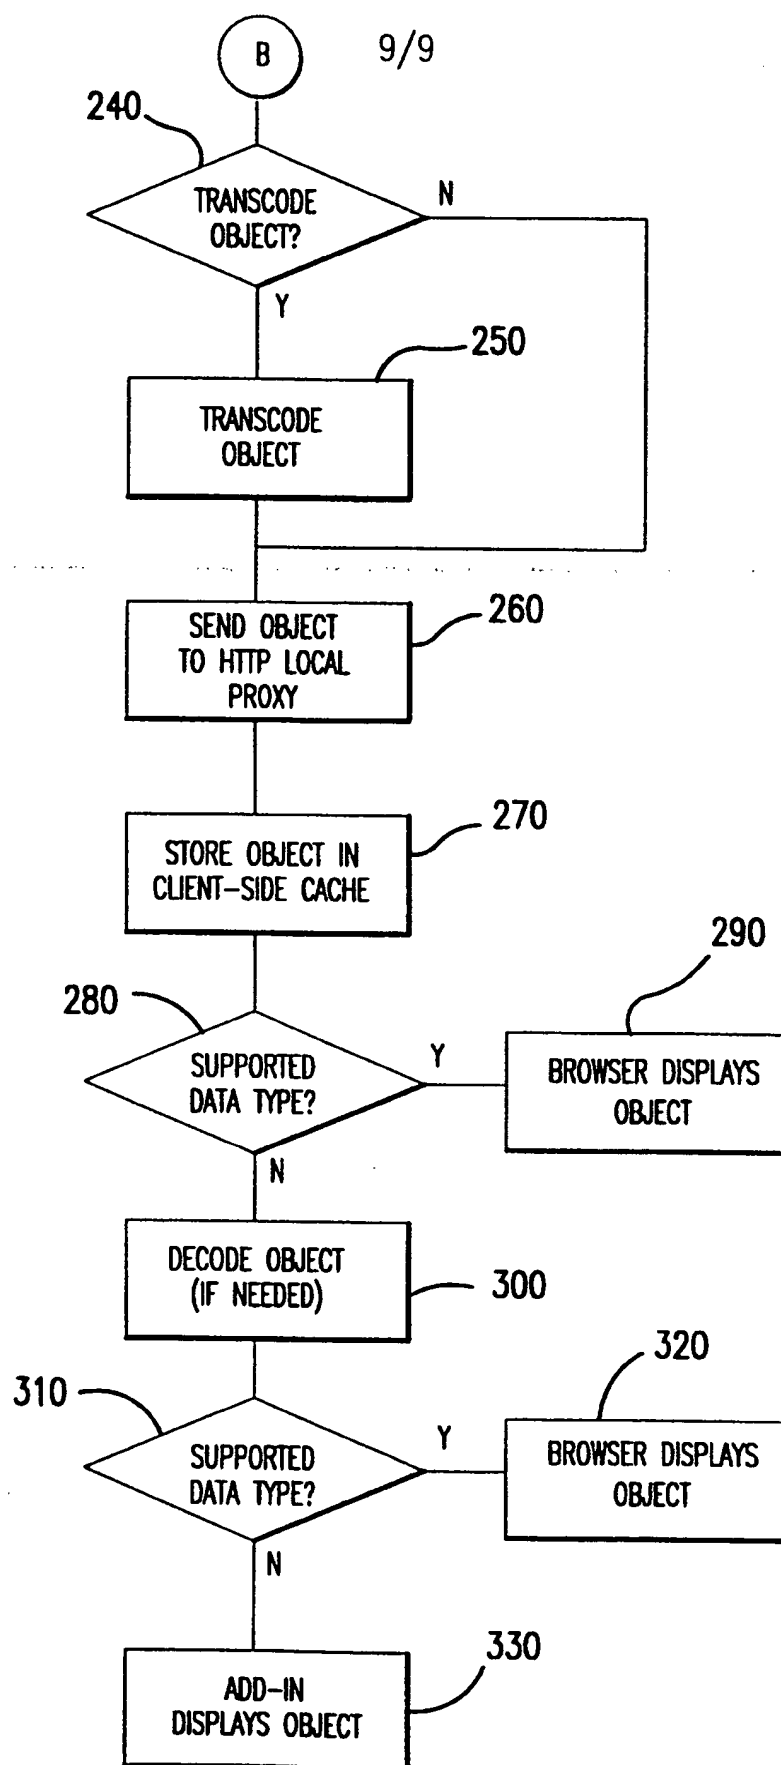 B
9/9
240
TRANSCODE
OBJECT?
N
Y
250
TRANSCODE
OBJECT
260
SEND OBJECT
TO HTTP LOCAL
PROXY
270
STORE OBJECT IN
CLIENT-SIDE CACHE
280
SUPPORTED
DATA TYPE?
Y
290
BROWSER DISPLAYS
OBJECT
N
DECODE OBJECT
(IF NEEDED)
300
310
SUPPORTED
DATA TYPE?
Y
320
BROWSER DISPLAYS
OBJECT
N
330
ADD-IN
DISPLAYS OBJECT